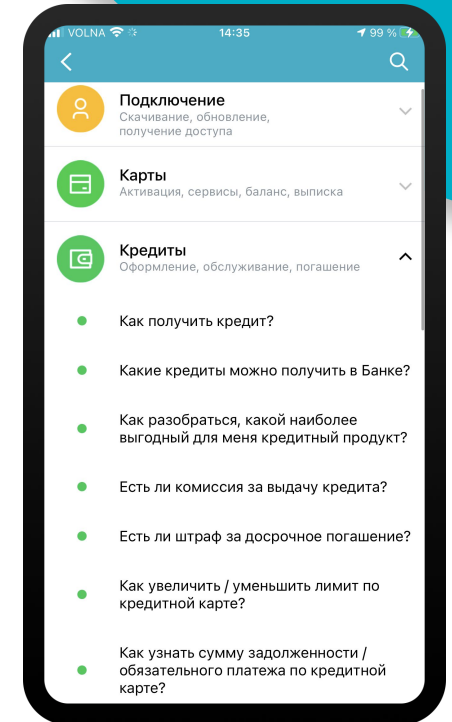 VOLNA 14:35 99 %
Подключение
Скачивание, обновление,
получение доступа
Карты
Активация, сервисы, баланс, выписка
Кредиты
Оформление, обслуживание, погашение
Как получить кредит?
Какие кредиты можно получить в Банке?
Как разобраться, какой наиболее
выгодный для меня кредитный продукт?
Есть ли комиссия за выдачу кредита?
Есть ли штраф за досрочное погашение?
Как увеличить / уменьшить лимит по
кредитной карте?
Как узнать сумму задолженности /
обязательного платежа по кредитной
карте?